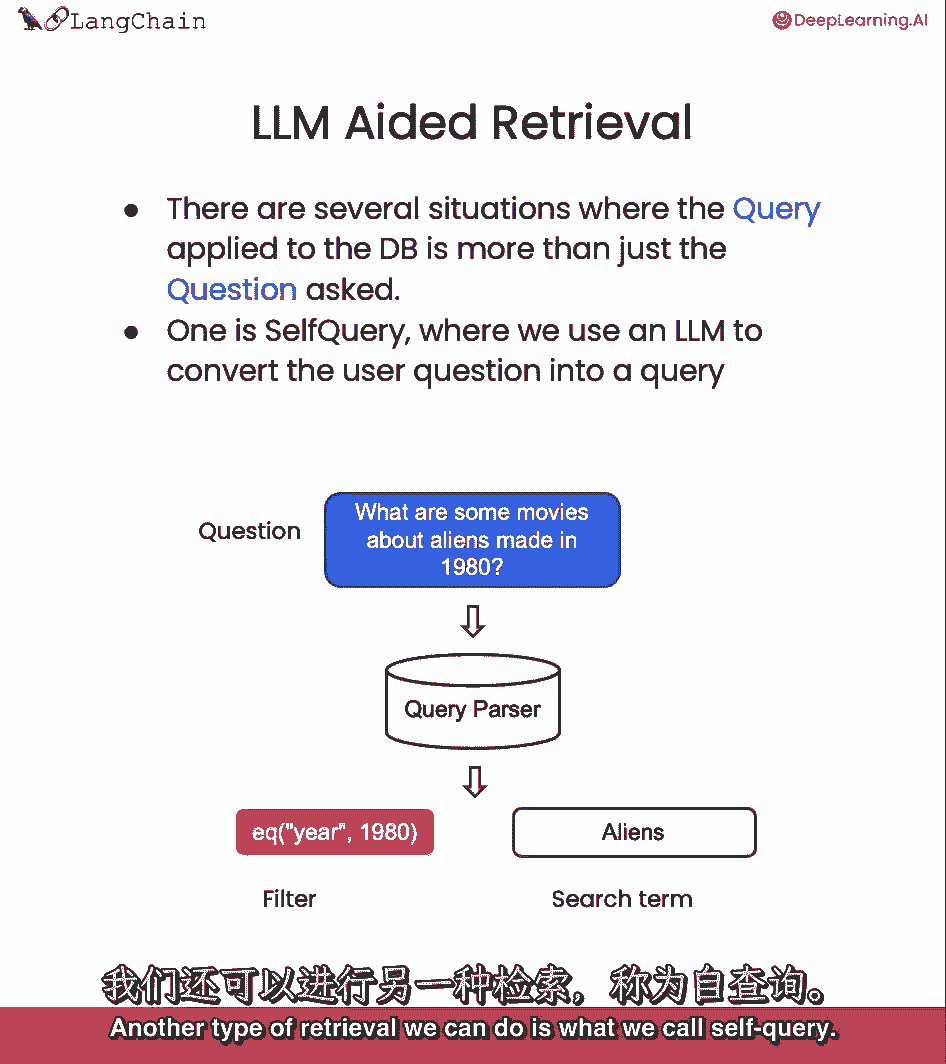 LangChain
DeepLearning.AI
LLM Aided Retrieval
● There are several situations where the Query
applied to the DB is more than just the
Question asked.
● One is SelfQuery, where we use an LLM to
convert the user question into a query
Question
What are some movies
about aliens made in
1980?
Query Parser
eq("year", 1980)
Aliens
Filter
Search term
我们还可以进行另一种检索，称为自查询。
Another type of retrieval we can do is what we call self-query.